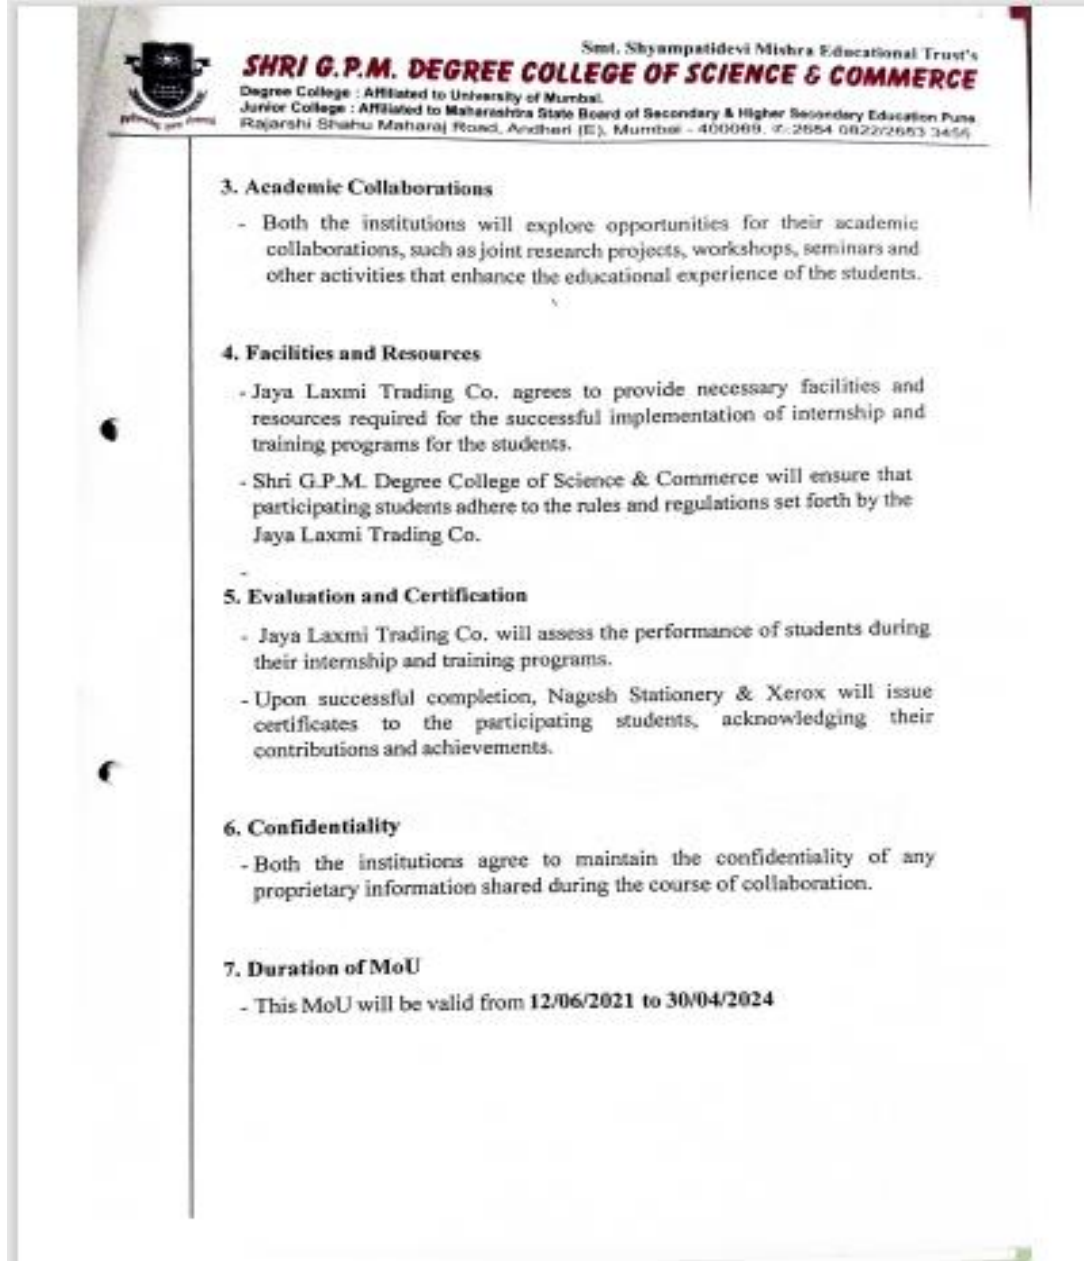 Smt. Shyampatidevi Mishra Educational Trust's
SHRI G.P.M. DEGREE COLLEGE OF SCIENCE & COMMERCE
Degree College : Affiliated to University of Mumbai.
Junior College : Affiliated to Maharashtra State Board of Secondary & Higher Secondary Education Pune
Rajarshi Shahu Maharaj Road, Andheri (E), Mumbai - 400069. ✆: 2684 0822/2683 3456
3. Academic Collaborations
- Both the institutions will explore opportunities for their academic
collaborations, such as joint research projects, workshops, seminars and
other activities that enhance the educational experience of the students.
4. Facilities and Resources
- Jaya Laxmi Trading Co. agrees to provide necessary facilities and
resources required for the successful implementation of internship and
training programs for the students.
- Shri G.P.M. Degree College of Science & Commerce will ensure that
participating students adhere to the rules and regulations set forth by the
Jaya Laxmi Trading Co.
-
5. Evaluation and Certification
- Jaya Laxmi Trading Co. will assess the performance of students during
their internship and training programs.
- Upon successful completion, Nagesh Stationery & Xerox will issue
certificates to the participating students, acknowledging their
contributions and achievements.
6. Confidentiality
- Both the institutions agree to maintain the confidentiality of any
proprietary information shared during the course of collaboration.
7. Duration of MoU
- This MoU will be valid from 12/06/2021 to 30/04/2024